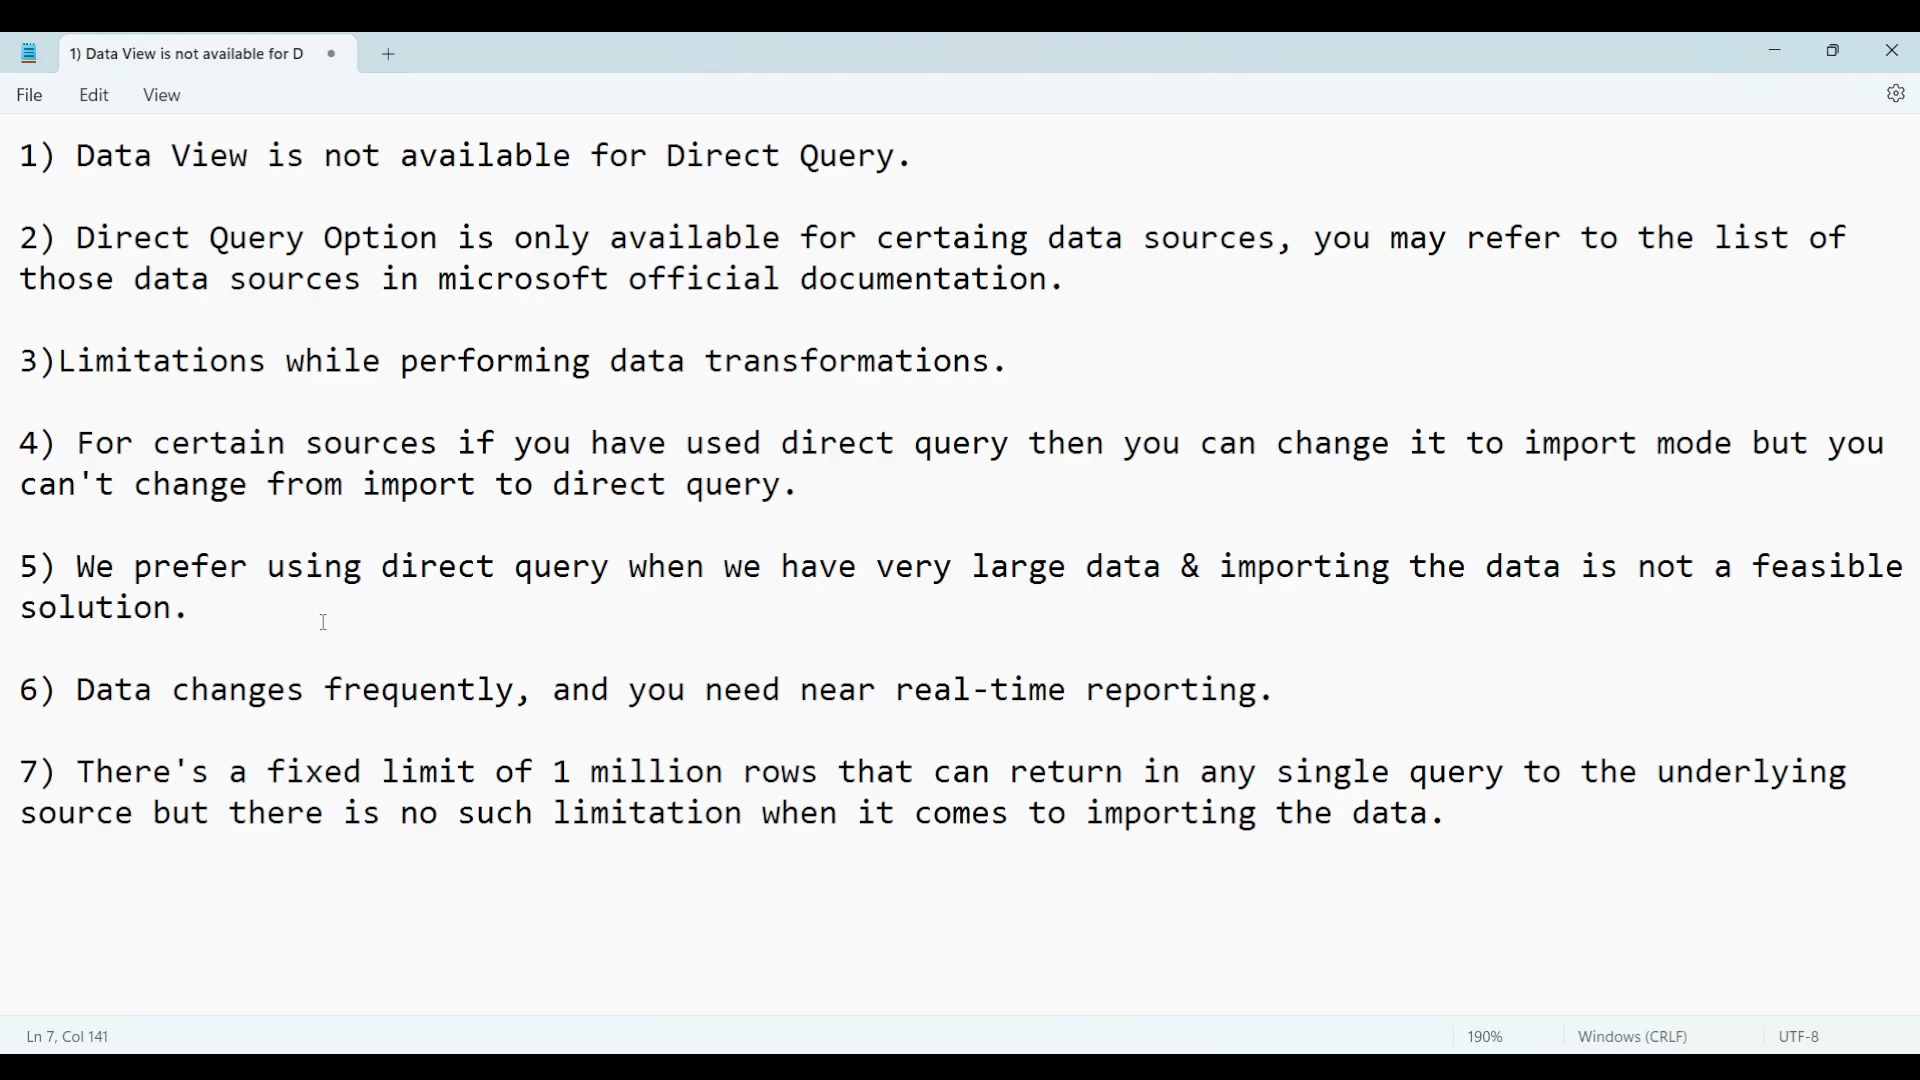 1) Data View is not available for D
File
Edit
View
1) Data View is not available for Direct Query.
2) Direct Query Option is only available for certaing data sources, you may refer to the list of
those data sources in microsoft official documentation.
3)Limitations while performing data transformations.
4) For certain sources if you have used direct query then you can change it to import mode but you
can't change from import to direct query.
5) We prefer using direct query when we have very large data & importing the data is not a feasible
solution.
6) Data changes frequently, and you need near real-time reporting.
7) There's a fixed limit of 1 million rows that can return in any single query to the underlying
source but there is no such limitation when it comes to importing the data.
Ln 7, Col 141
190%
Windows (CRLF)
UTF-8